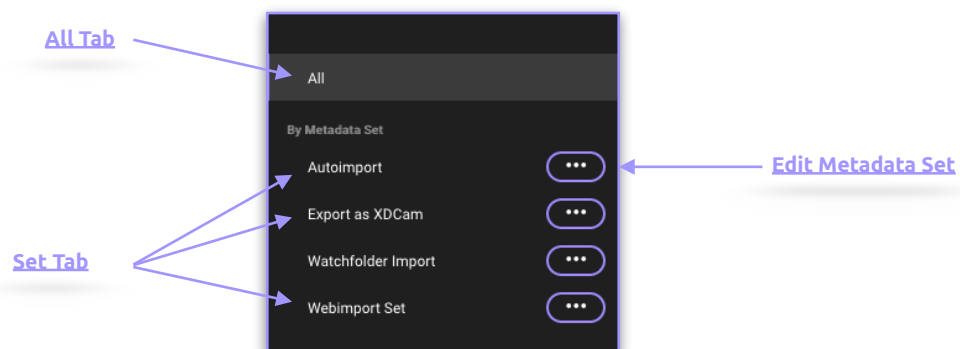 All Tab
All
By Metadata Set
Autoimport
Edit Metadata Set
Export as XDCam
Set Tab
Watchfolder Import
Webimport Set